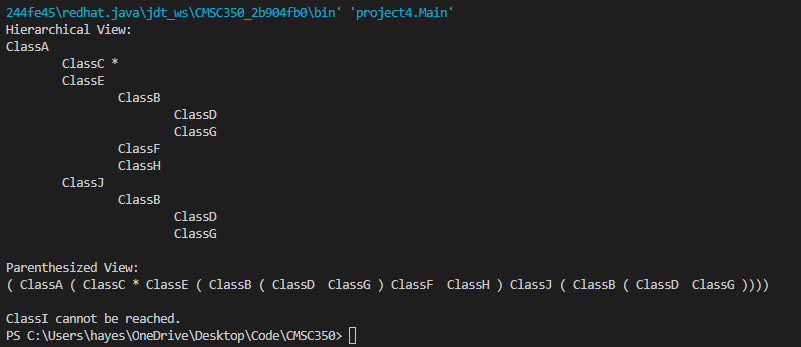 244fe45\redhat.java\jdt_ws\CMSC350_2b904fb0\bin' 'project4.Main'
Hierarchical View:
ClassA
ClassC *
ClassE
ClassB
ClassD
ClassG
ClassF
ClassH
ClassJ
ClassB
ClassD
ClassG
Parenthesized View:
( ClassA ( ClassC * ClassE ( ClassB ( ClassD  ClassG ) ClassF  ClassH ) ClassJ ( ClassB ( ClassD  ClassG ))))
ClassI cannot be reached.
PS C:\Users\hayes\OneDrive\Desktop\Code\CMSC350>